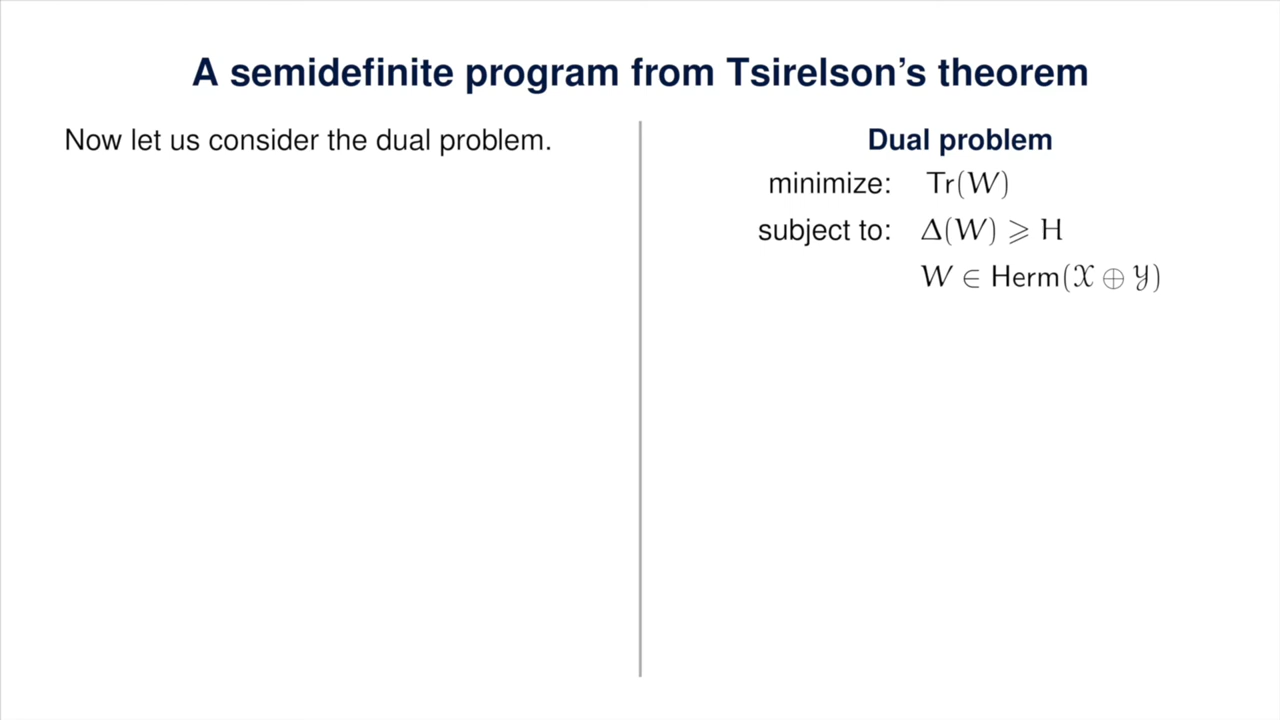 A semidefinite program from Tsirelson’s theorem
Now let us consider the dual problem.
Dual problem
minimize: Tr(W)
subject to: Δ(W) ⩾ H
W ∈ Herm(𝒳 ⊕ 𝒴)